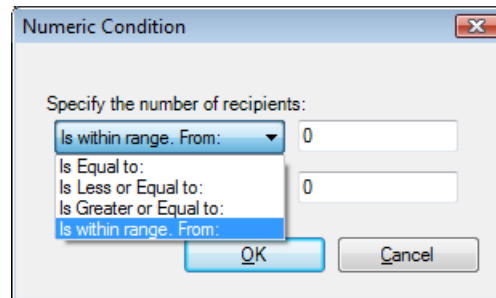 Numeric Condition
Specify the number of recipients:
Is within range. From: 0
Is Equal to:
Is Less or Equal to: 0
Is Greater or Equal to:
Is within range. From:
OK Cancel